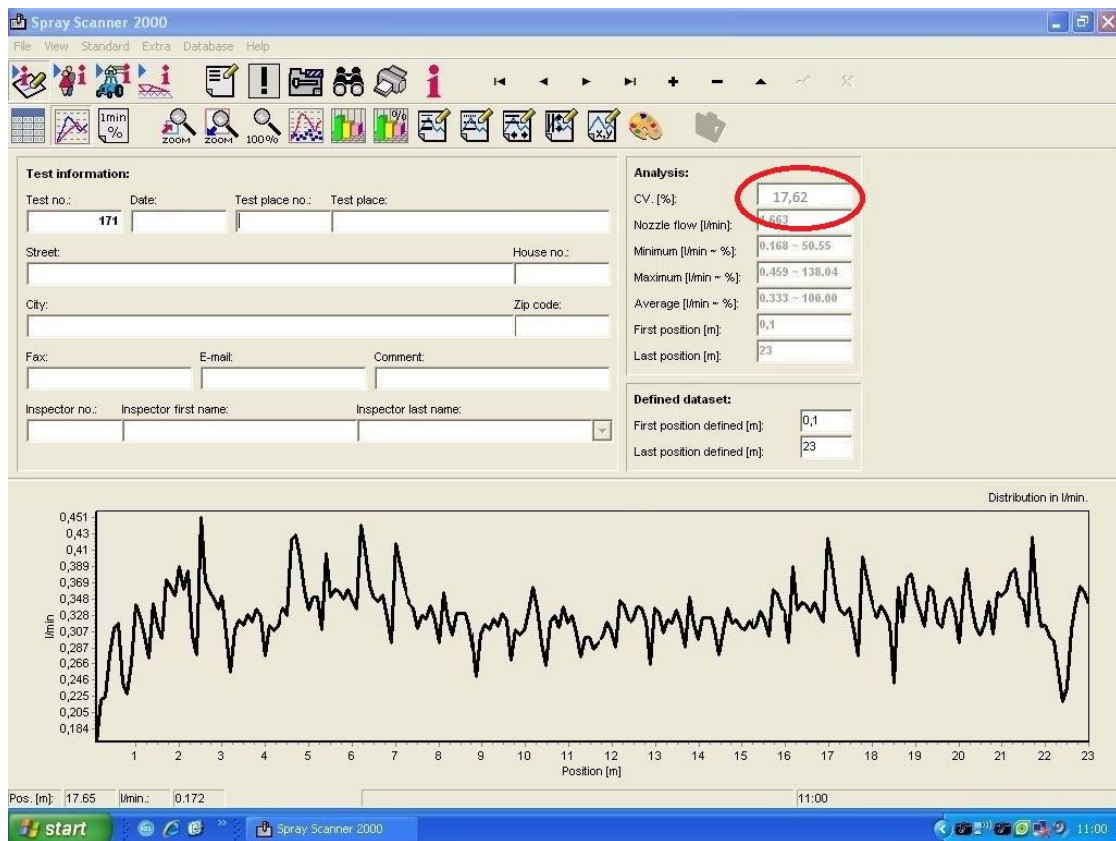 Spray Scanner 2000
File View Standard Extra Database Help
1min
%
ZOOM ZOOM 100% % x,y
Test information:
Test no.: Date: Test place no.: Test place:
171
Street: House no.:
City: Zip code:
Fax: E-mail: Comment:
Inspector no.: Inspector first name: Inspector last name:
Analysis:
CV. [%]: 17,62
Nozzle flow [l/min]: 1.663
Minimum [l/min ~ %]: 0.168 ~ 50.55
Maximum [l/min ~ %]: 0.459 ~ 138.04
Average [l/min ~ %]: 0.333 ~ 100.00
First position [m]: 0,1
Last position [m]: 23
Defined dataset:
First position defined [m]: 0,1
Last position defined [m]: 23
Distribution in l/min.
0,451
0,43
0,41
0,389
0,369
0,348
0,328
0,307
0,287
0,266
0,246
0,225
0,205
0,184
l/min
1 2 3 4 5 6 7 8 9 10 11 12 13 14 15 16 17 18 19 20 21 22 23
Position [m]
Pos. [m]: 17.65 l/min.: 0.172 11:00
start Spray Scanner 2000 11:00